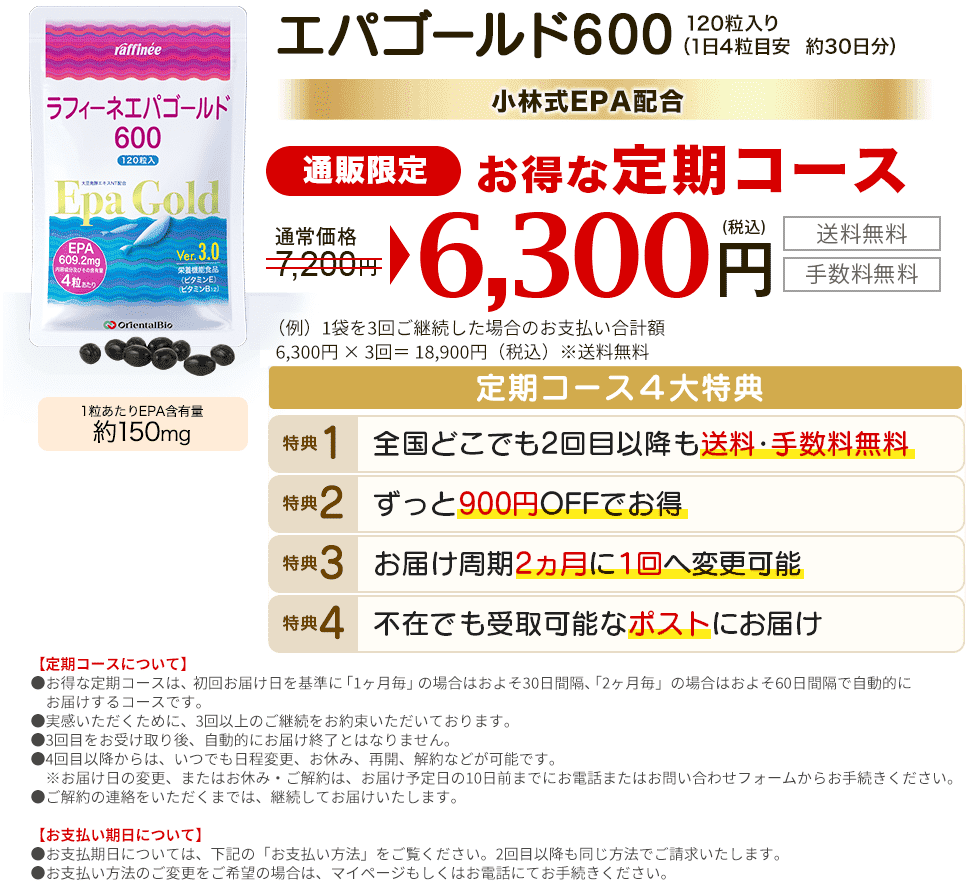 raffinée
ラフィーネエパゴールド
600
120粒入
大豆発酵エキスNT配合
Epa Gold
EPA
609.2mg
内容成分及びその含有量
4粒あたり
Ver.3.0
栄養機能食品
(ビタミンE)
(ビタミンB12)
OrientalBio
1粒あたりEPA含有量
約150mg
エパゴールド600
120粒入り
(1日4粒目安 約30日分)
小林式EPA配合
通販限定 お得な定期コース
通常価格
7,200円
6,300円
(税込)
送料無料
手数料無料
(例)1袋を3回ご継続した場合のお支払い合計額
6,300円 × 3回= 18,900円(税込)※送料無料
定期コース4大特典
特典1 全国どこでも2回目以降も送料・手数料無料
特典2 ずっと900円OFFでお得
特典3 お届け周期2ヵ月に1回へ変更可能
特典4 不在でも受取可能なポストにお届け
【定期コースについて】
●お得な定期コースは、初回お届け日を基準に「1ヶ月毎」の場合はおよそ30日間隔、「2ヶ月毎」の場合はおよそ60日間隔で自動的に
お届けするコースです。
●実感いただくために、3回以上のご継続をお約束いただいております。
●3回目をお受け取り後、自動的にお届け終了とはなりません。
●4回目以降からは、いつでも日程変更、お休み、再開、解約などが可能です。
※お届け日の変更、またはお休み・ご解約は、お届け予定日の10日前までにお電話またはお問い合わせフォームからお手続きください。
●ご解約の連絡をいただくまでは、継続してお届けいたします。
【お支払い期日について】
●お支払期日については、下記の「お支払い方法」をご覧ください。2回目以降も同じ方法でご請求いたします。
●お支払い方法のご変更をご希望の場合は、マイページもしくはお電話にてお手続きください。